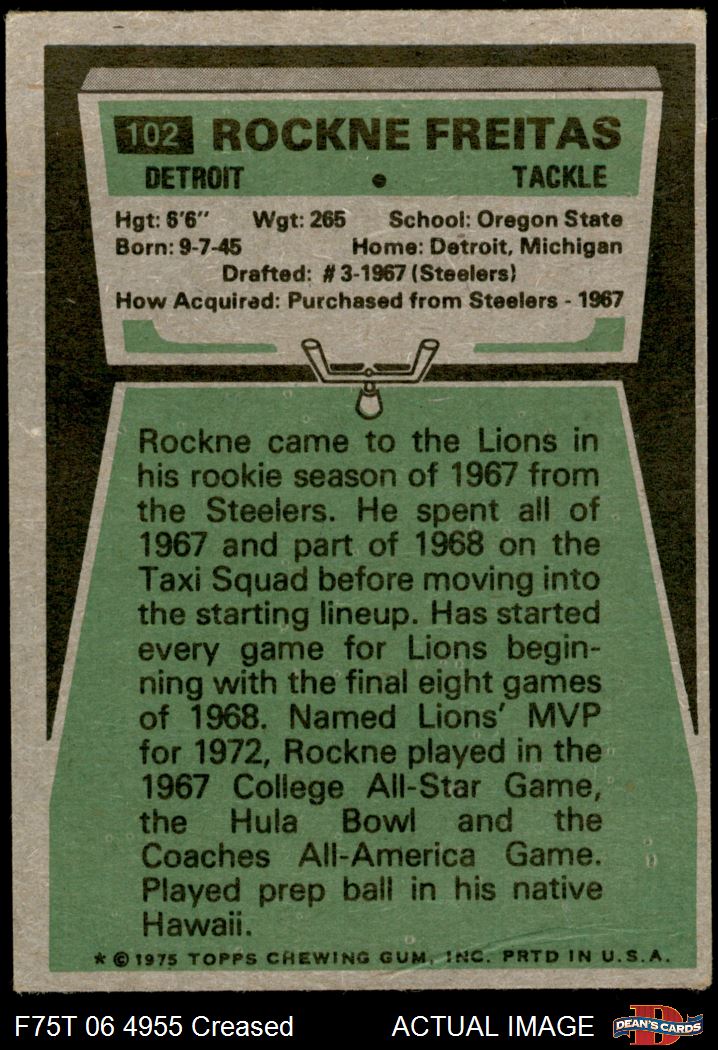 102 ROCKNE FREITAS
DETROIT • TACKLE
Hgt: 6'6" Wgt: 265 School: Oregon State
Born: 9-7-45 Home: Detroit, Michigan
Drafted: #3-1967 (Steelers)
How Acquired: Purchased from Steelers - 1967
Rockne came to the Lions in
his rookie season of 1967 from
the Steelers. He spent all of
1967 and part of 1968 on the
Taxi Squad before moving into
the starting lineup. Has started
every game for Lions begin-
ning with the final eight games
of 1968. Named Lions' MVP
for 1972, Rockne played in the
1967 College All-Star Game,
the Hula Bowl and the
Coaches All-America Game.
Played prep ball in his native
Hawaii.
* © 1975 TOPPS CHEWING GUM, INC. PRTD IN U.S.A.
F75T 06 4955 Creased ACTUAL IMAGE D DEAN'S CARDS